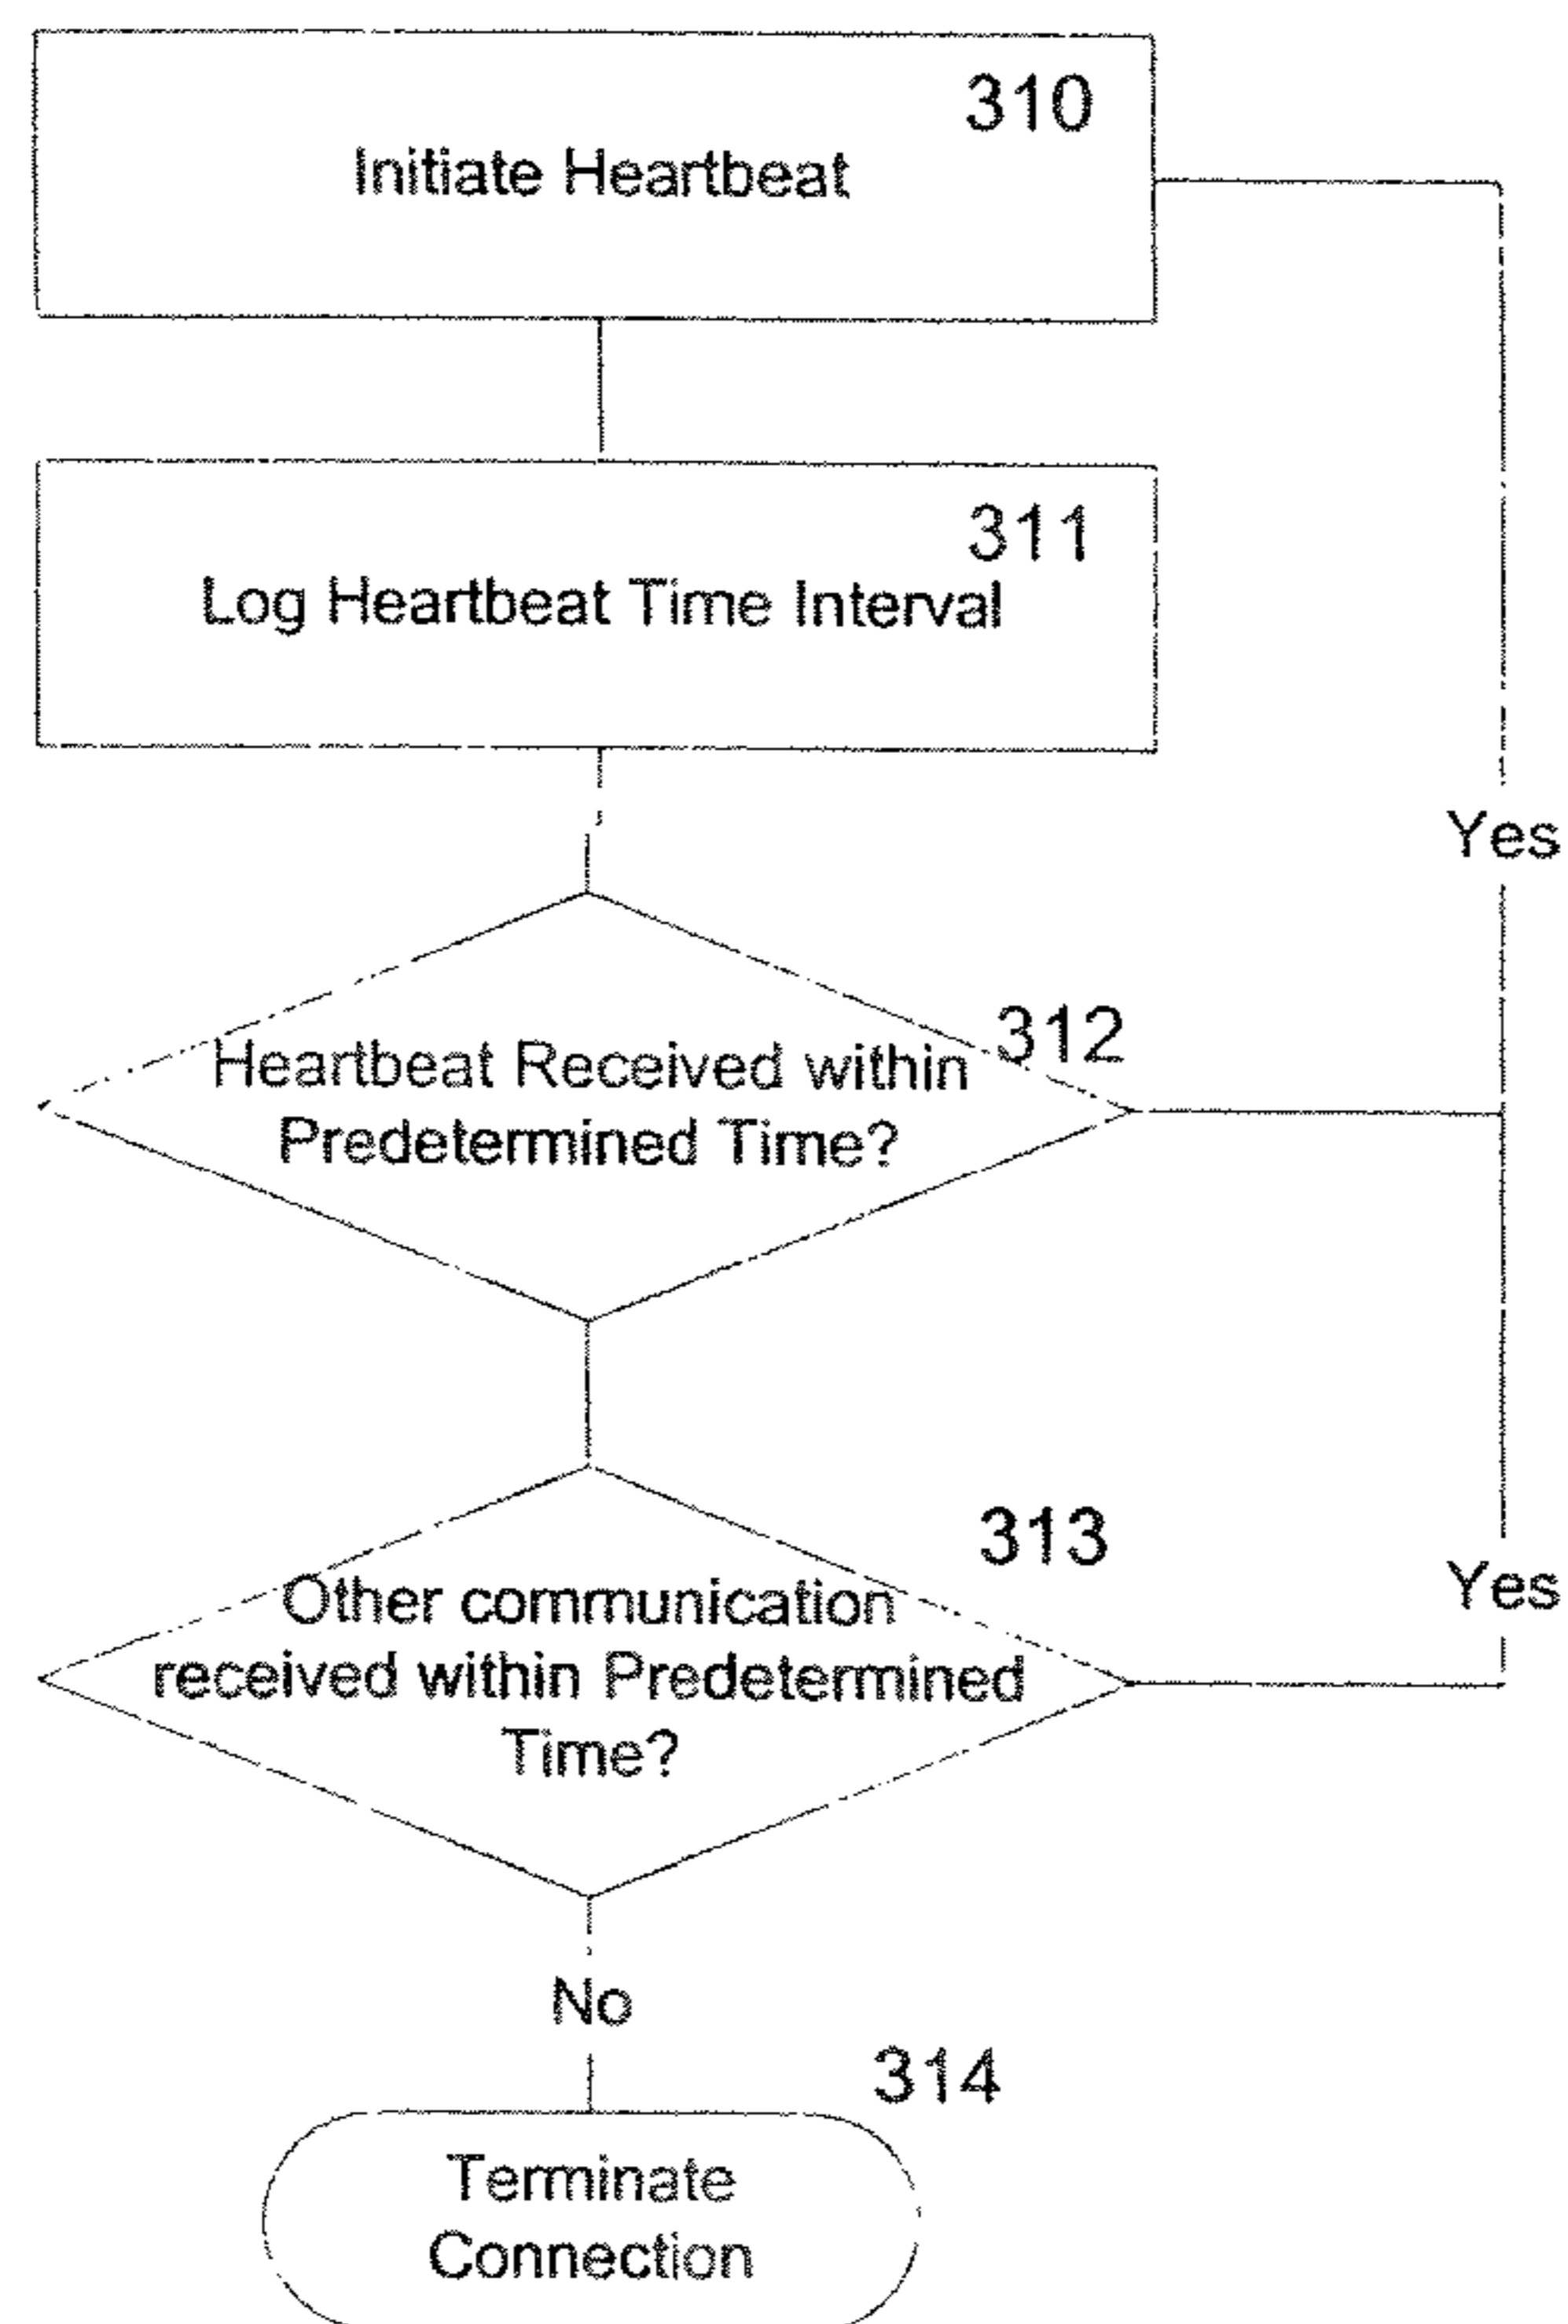 310
Initiate Heartbeat
311
Log Heartbeat Time Interval
Yes
312
Heartbeat Received within
Predetermined Time?
313
Yes
Other communication
received within Predetermined
Time?
No
314
Terminate
Connection